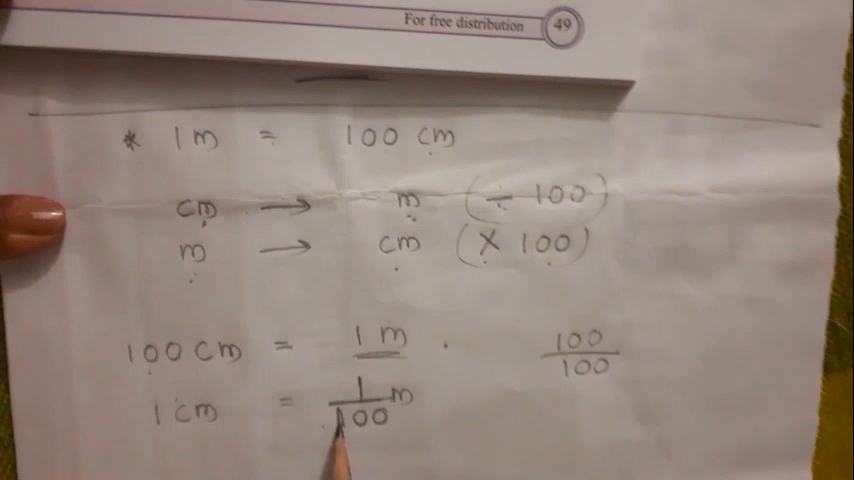 For free distribution 49
* 1m = 100 cm
cm → m (÷ 100)
m → cm (× 100)
100 cm = 1 m . 100/100
1 cm = 1/100 m